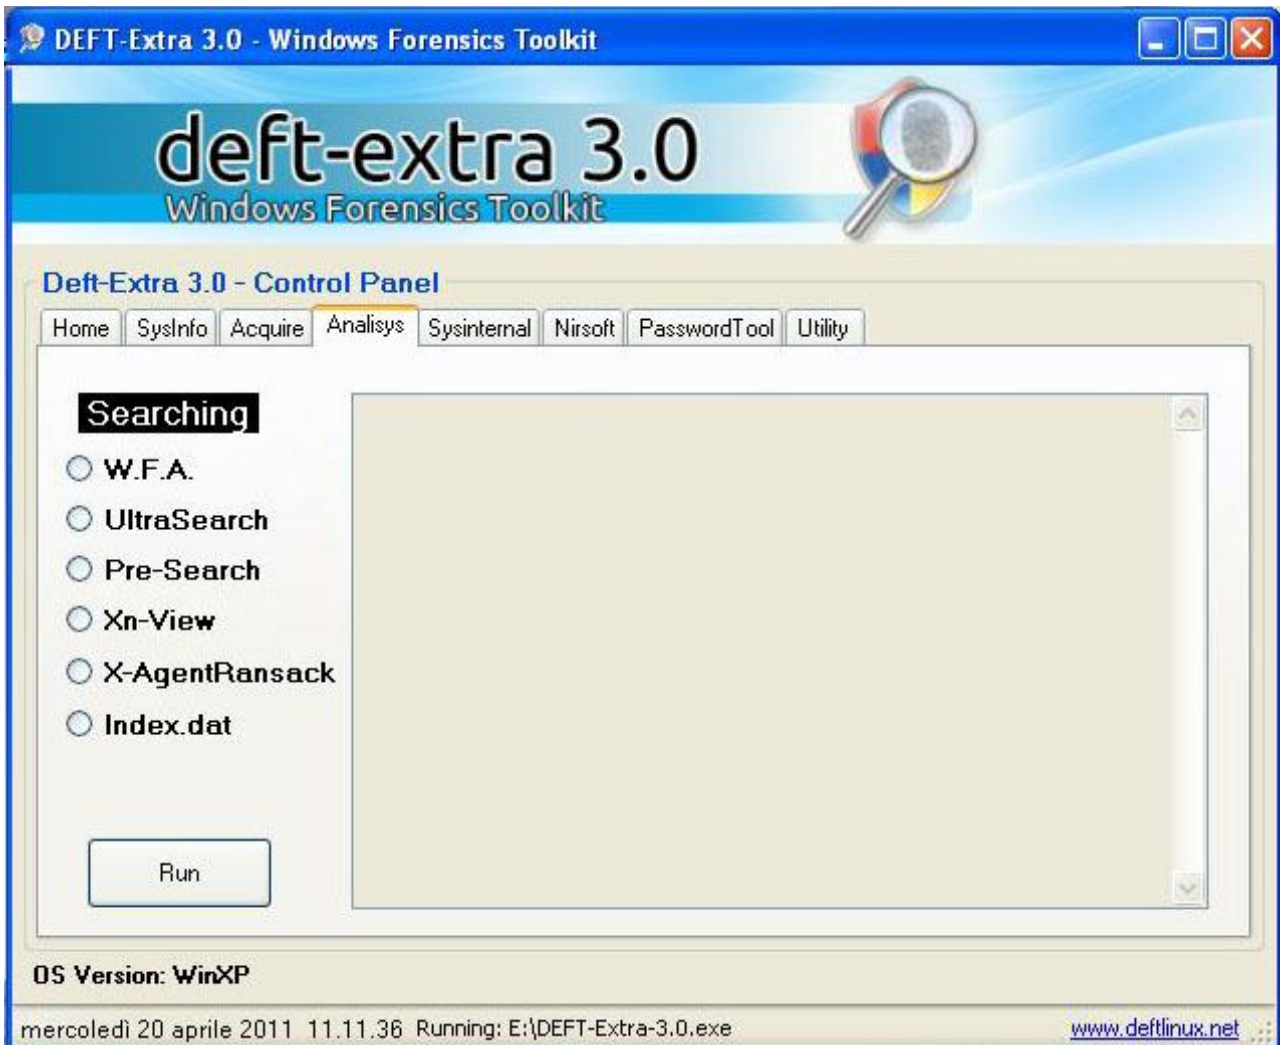 DEFT-Extra 3.0 - Windows Forensics Toolkit
deft-extra 3.0
Windows Forensics Toolkit
Deft-Extra 3.0 - Control Panel
Home SysInfo Acquire Analisys Sysinternal Nirsoft PasswordTool Utility
Searching
W.F.A.
UltraSearch
Pre-Search
Xn-View
X-AgentRansack
Index.dat
Run
OS Version: WinXP
mercoledì 20 aprile 2011 11.11.36 Running: E:\DEFT-Extra-3.0.exe www.deftlinux.net